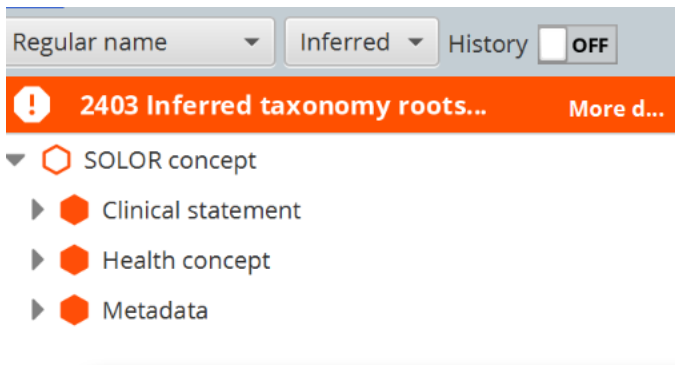 Regular name Inferred History OFF
! 2403 Inferred taxonomy roots... More d...
SOLOR concept
Clinical statement
Health concept
Metadata